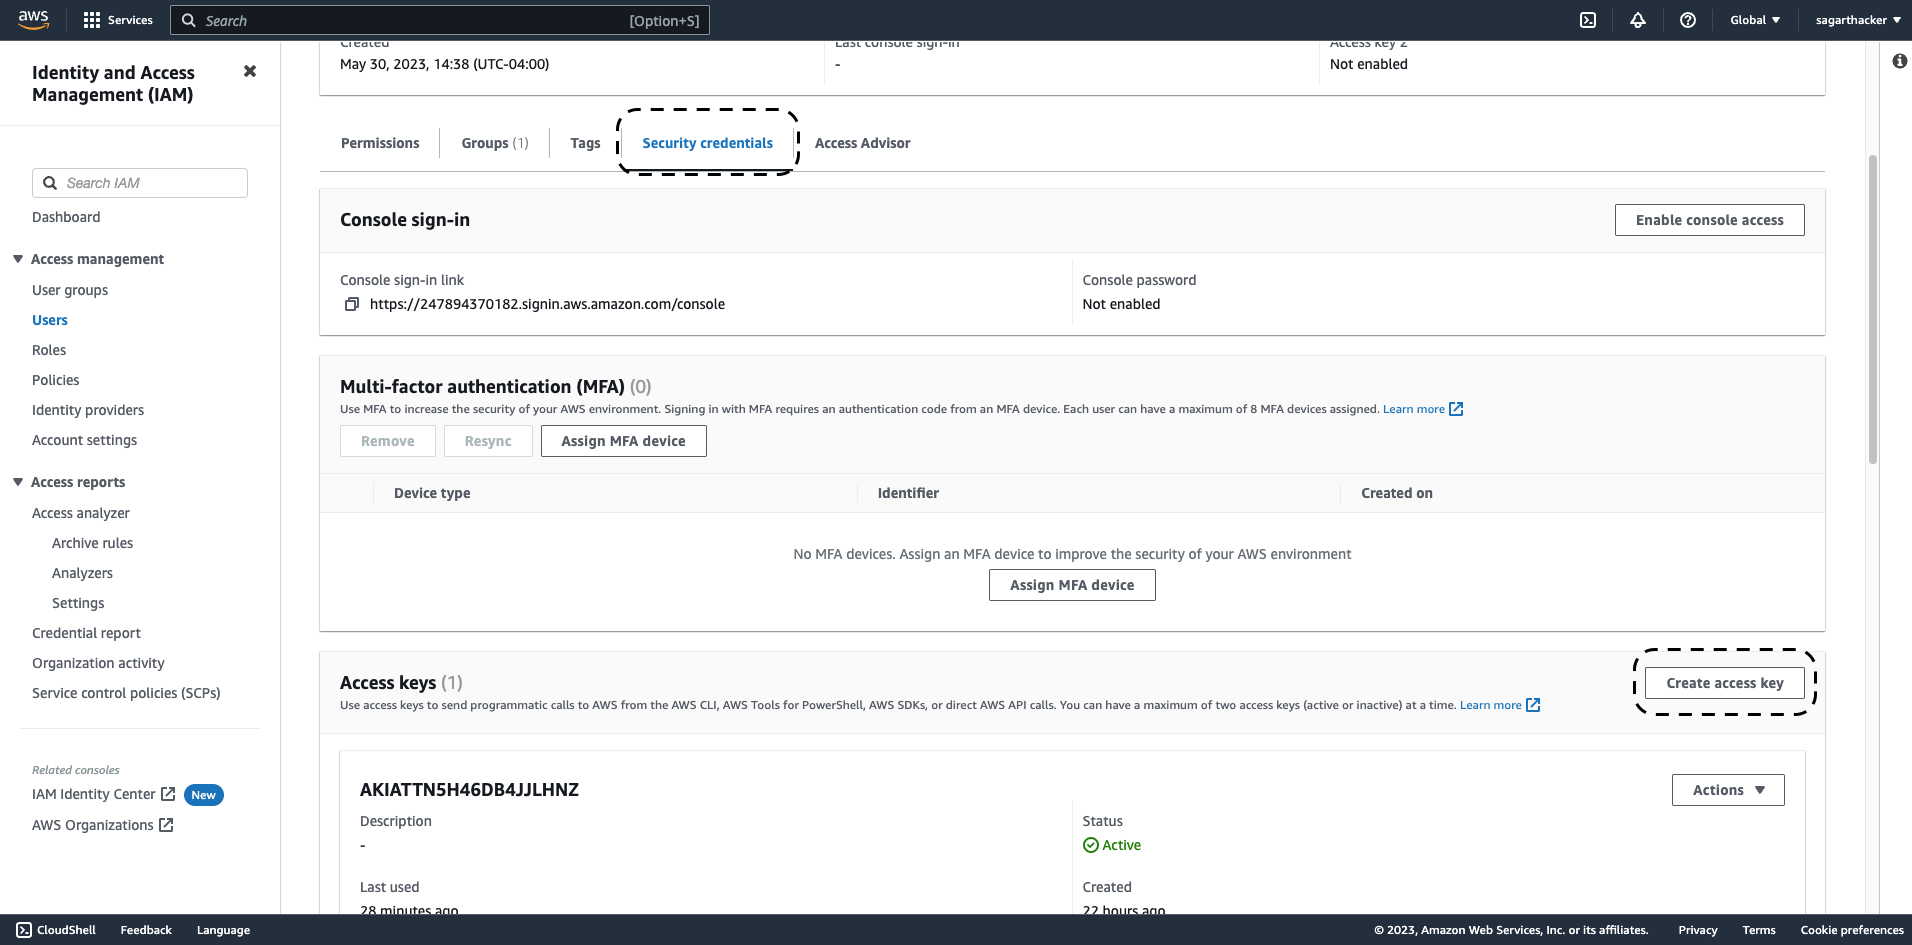 aws
Services
Search
[Option+S]
Global
sagarthacker
Identity and Access
Management (IAM)
Search IAM
Dashboard
Access management
User groups
Users
Roles
Policies
Identity providers
Account settings
Access reports
Access analyzer
Archive rules
Analyzers
Settings
Credential report
Organization activity
Service control policies (SCPs)
Related consoles
IAM Identity Center New
AWS Organizations
Created
May 30, 2023, 14:38 (UTC-04:00)
Last console sign-in
-
Access key 2
Not enabled
Permissions
Groups (1)
Tags
Security credentials
Access Advisor
Console sign-in
Enable console access
Console sign-in link
https://247894370182.signin.aws.amazon.com/console
Console password
Not enabled
Multi-factor authentication (MFA) (0)
Use MFA to increase the security of your AWS environment. Signing in with MFA requires an authentication code from an MFA device. Each user can have a maximum of 8 MFA devices assigned. Learn more
Remove
Resync
Assign MFA device
Device type
Identifier
Created on
No MFA devices. Assign an MFA device to improve the security of your AWS environment
Assign MFA device
Access keys (1)
Use access keys to send programmatic calls to AWS from the AWS CLI, AWS Tools for PowerShell, AWS SDKs, or direct AWS API calls. You can have a maximum of two access keys (active or inactive) at a time. Learn more
Create access key
AKIATTN5H46DB4JJLHNZ
Actions
Description
-
Status
Active
Last used
28 minutes ago
Created
22 hours ago
CloudShell
Feedback
Language
© 2023, Amazon Web Services, Inc. or its affiliates.
Privacy
Terms
Cookie preferences